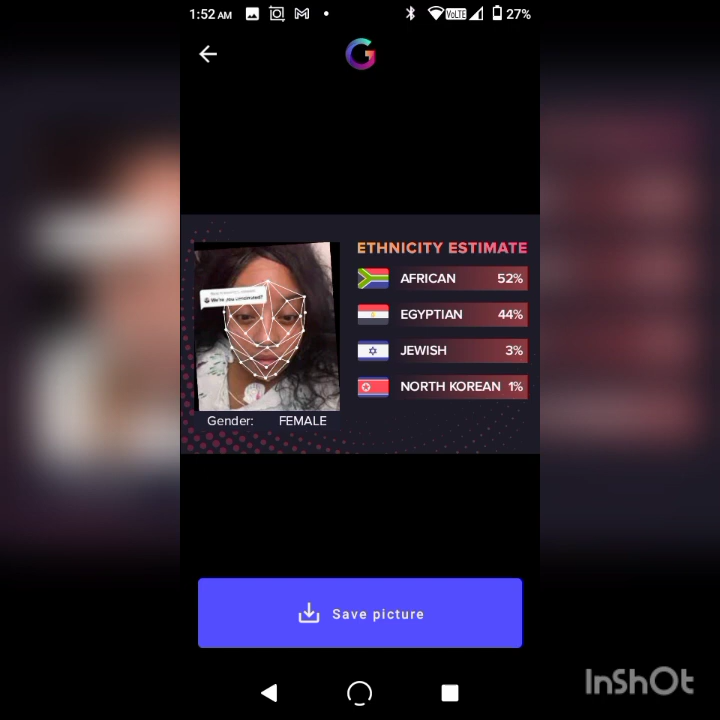 1:52 AM
VoLTE
27%
G
ETHNICITY ESTIMATE
AFRICAN 52%
EGYPTIAN 44%
JEWISH 3%
NORTH KOREAN 1%
Gender: FEMALE
Save picture
InShOt